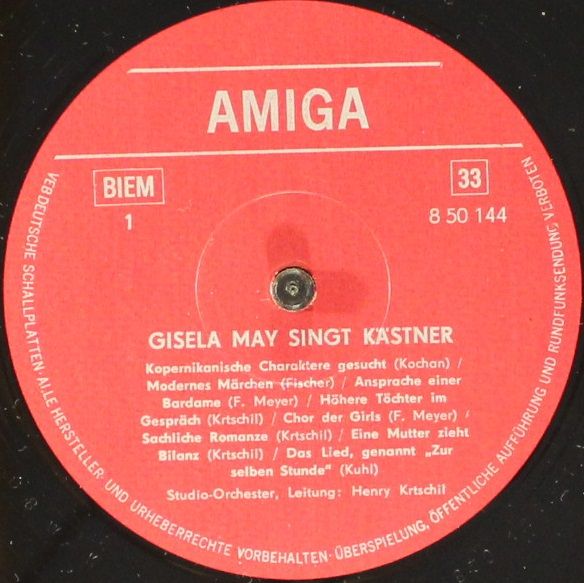 AMIGA
BIEM
33
1
8 50 144
GISELA MAY SINGT KÄSTNER
Kopernikanische Charaktere gesucht (Kochan) /
Modernes Märchen (Fischer) / Ansprache einer
Bardame (F. Meyer) / Höhere Töchter im
Gespräch (Krtschil) / Chor der Girls (F. Meyer) /
Sachliche Romanze (Krtschil) / Eine Mutter zieht
Bilanz (Krtschil) / Das Lied, genannt „Zur
selben Stunde“ (Kuhl)
Studio-Orchester, Leitung: Henry Krtschil
VEB DEUTSCHE SCHALLPLATTEN · ALLE HERSTELLER- UND URHEBERRECHTE VORBEHALTEN · ÜBERSPIELUNG, ÖFFENTLICHE AUFFÜHRUNG UND RUNDFUNKSENDUNG VERBOTEN